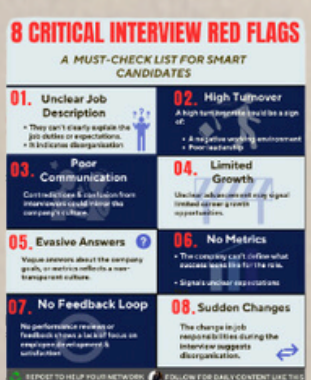 8 CRITICAL INTERVIEW RED FLAGS
A MUST-CHECK LIST FOR SMART
CANDIDATES
01. Unclear Job
Description
• They can't clearly explain the
job duties or expectations.
• It indicates disorganisation
02. High Turnover
A high turnover rate could be a sign
of:
• A negative working environment
• Poor leadership
03. Poor
Communication
Contradictions & confusion from
interviewers could mirror the
company's culture.
04. Limited
Growth
Unclear advancement may signal
limited career growth
opportunities.
05. Evasive Answers ?
Vague answers about the company
goals, or metrics reflects a non-
transparent culture.
06. No Metrics
• The company can't define what
success looks like for the role.
• Signals unclear expectations
07. No Feedback Loop
No performance reviews or
feedback shows a lack of focus on
employee development &
satisfaction
08. Sudden Changes
The change in job
responsibilities during the
interview suggests
disorganisation.
REPOST TO HELP YOUR NETWORK
FOLLOW FOR DAILY CONTENT LIKE THIS